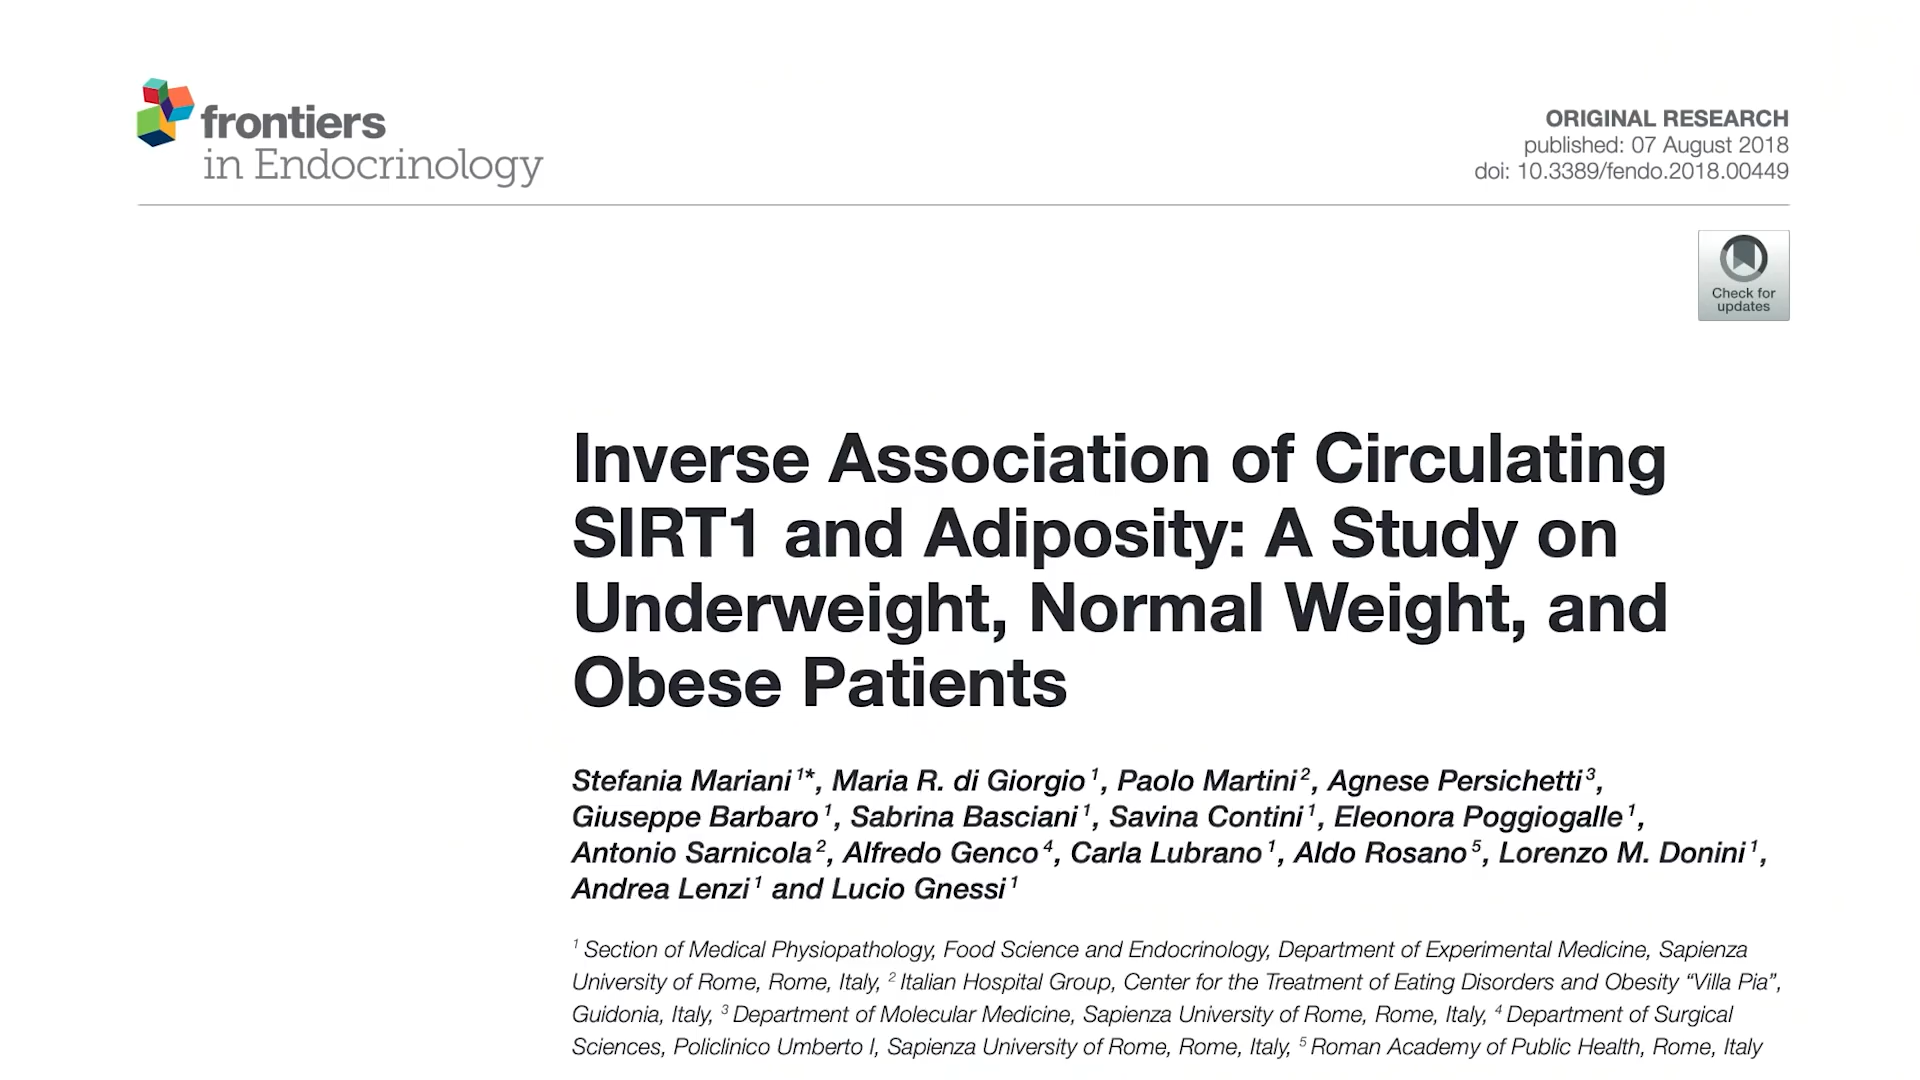 frontiers
in Endocrinology
ORIGINAL RESEARCH
published: 07 August 2018
doi: 10.3389/fendo.2018.00449
Check for
updates
Inverse Association of Circulating
SIRT1 and Adiposity: A Study on
Underweight, Normal Weight, and
Obese Patients
Stefania Mariani 1*, Maria R. di Giorgio 1, Paolo Martini 2, Agnese Persichetti 3,
Giuseppe Barbaro 1, Sabrina Basciani 1, Savina Contini 1, Eleonora Poggiogalle 1,
Antonio Sarnicola 2, Alfredo Genco 4, Carla Lubrano 1, Aldo Rosano 5, Lorenzo M. Donini 1,
Andrea Lenzi 1 and Lucio Gnessi 1
1 Section of Medical Physiopathology, Food Science and Endocrinology, Department of Experimental Medicine, Sapienza
University of Rome, Rome, Italy, 2 Italian Hospital Group, Center for the Treatment of Eating Disorders and Obesity “Villa Pia”,
Guidonia, Italy, 3 Department of Molecular Medicine, Sapienza University of Rome, Rome, Italy, 4 Department of Surgical
Sciences, Policlinico Umberto I, Sapienza University of Rome, Rome, Italy, 5 Roman Academy of Public Health, Rome, Italy